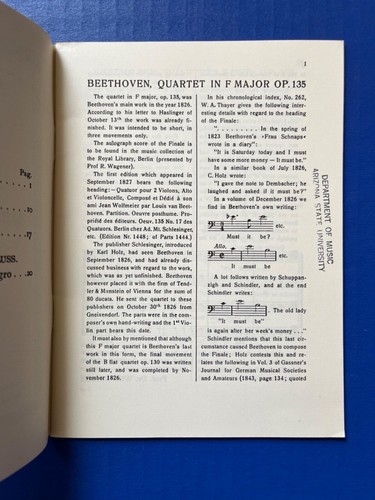 Pag.
1
10
17
USS.
gro . 20
1
BEETHOVEN, QUARTET IN F MAJOR OP. 135
The quartet in F major, op. 135, was
Beethoven's main work in the year 1826.
According to his letter to Haslinger of
October 13th the work was already fi-
nished. It was intended to be short, in
three movements only.
The autograph score of the Finale is
to be found in the music collection of
the Royal Library, Berlin (presented by
Prof R. Wagener).
The first edition which appeared in
September 1827 bears the following
heading:— Quatuor pour 2 Violons, Alto
et Violoncelle, Composé et Dédié à son
ami Jean Wolfmeier par Louis van Beet-
hoven. Partition. Oeuvre posthume. Pro-
priété des éditeurs. Oeur. 135 No. 17 des
Quatuors. Berlin chez Ad. Mt. Schlesinger,
etc. (Edition Nr. 1448; of Parts 1444.)
The publisher Schlesinger, introduced
by Karl Holz, had seen Beethoven in
September 1826, and had already dis-
cussed business with regard to the work,
which was as yet unfinished. Beethoven
however placed it with the firm of Tend-
ler & Manstein of Vienna for the sum of
80 ducats. He sent the quartet to these
publishers on October 30th 1826 from
Gneixendorf. The parts were in the com-
poser's own hand-writing and the 1st Vio-
lin part bears this date.
It must also by mentioned that although
this F major quartet is Beethoven's last
work in this form, the final movement of
the B flat quartet op. 130 was written
still later, and was completed by No-
vember 1826.
In his chronological index, No. 262,
W. A. Thayer gives the following inter-
esting details with regard to the heading
of the Finale:
". . . . . . . . . In the spring of
1823 Beethoven's »Frau Schnaps«
wrote in a diary":
"It is Saturday today and I must
have some more money — It must be."
In a similar book of July 1826,
C. Holz wrote:
"I gave the note to Dembscher; he
laughed and asked if it must be?"
In a volume of December 1826 we
find in Beethoven's own writing:
etc.
Must it be?
Allo.
etc.
It must be
A lot follows written by Schuppan-
zigh and Schindler, and at the end
Schindler writes:
The old lady
"It must be"
is again after her week's money . . ."
Schindler mentions that this last cir-
cumstance caused Beethoven to compose
the Finale; Holz contests this and re-
lates the following in Vol. 3 of Gassner's
Journal for German Musical Societies
and Amateurs (1843, page 134; quoted
DEPARTMENT OF MUSIC
ARIZONA STATE UNIVERSITY